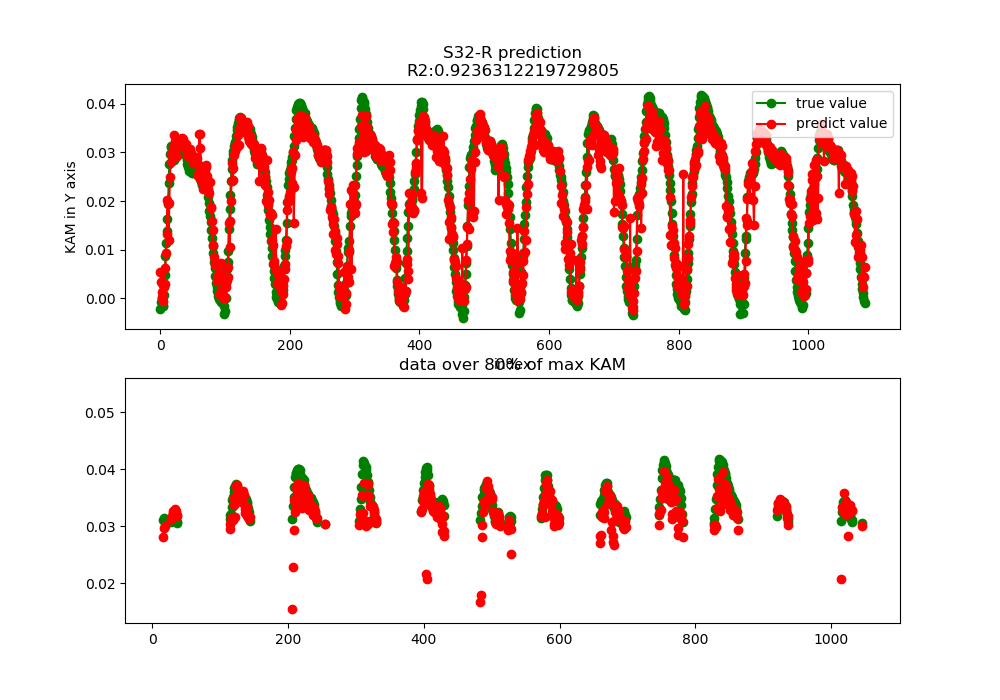 S32-R prediction
R2:0.9236312219729805
KAM in Y axis
0.04
0.03
0.02
0.01
0.00
true value
predict value
0 200 400 600 800 1000
index
data over 80% of max KAM
0.05
0.04
0.03
0.02
0 200 400 600 800 1000